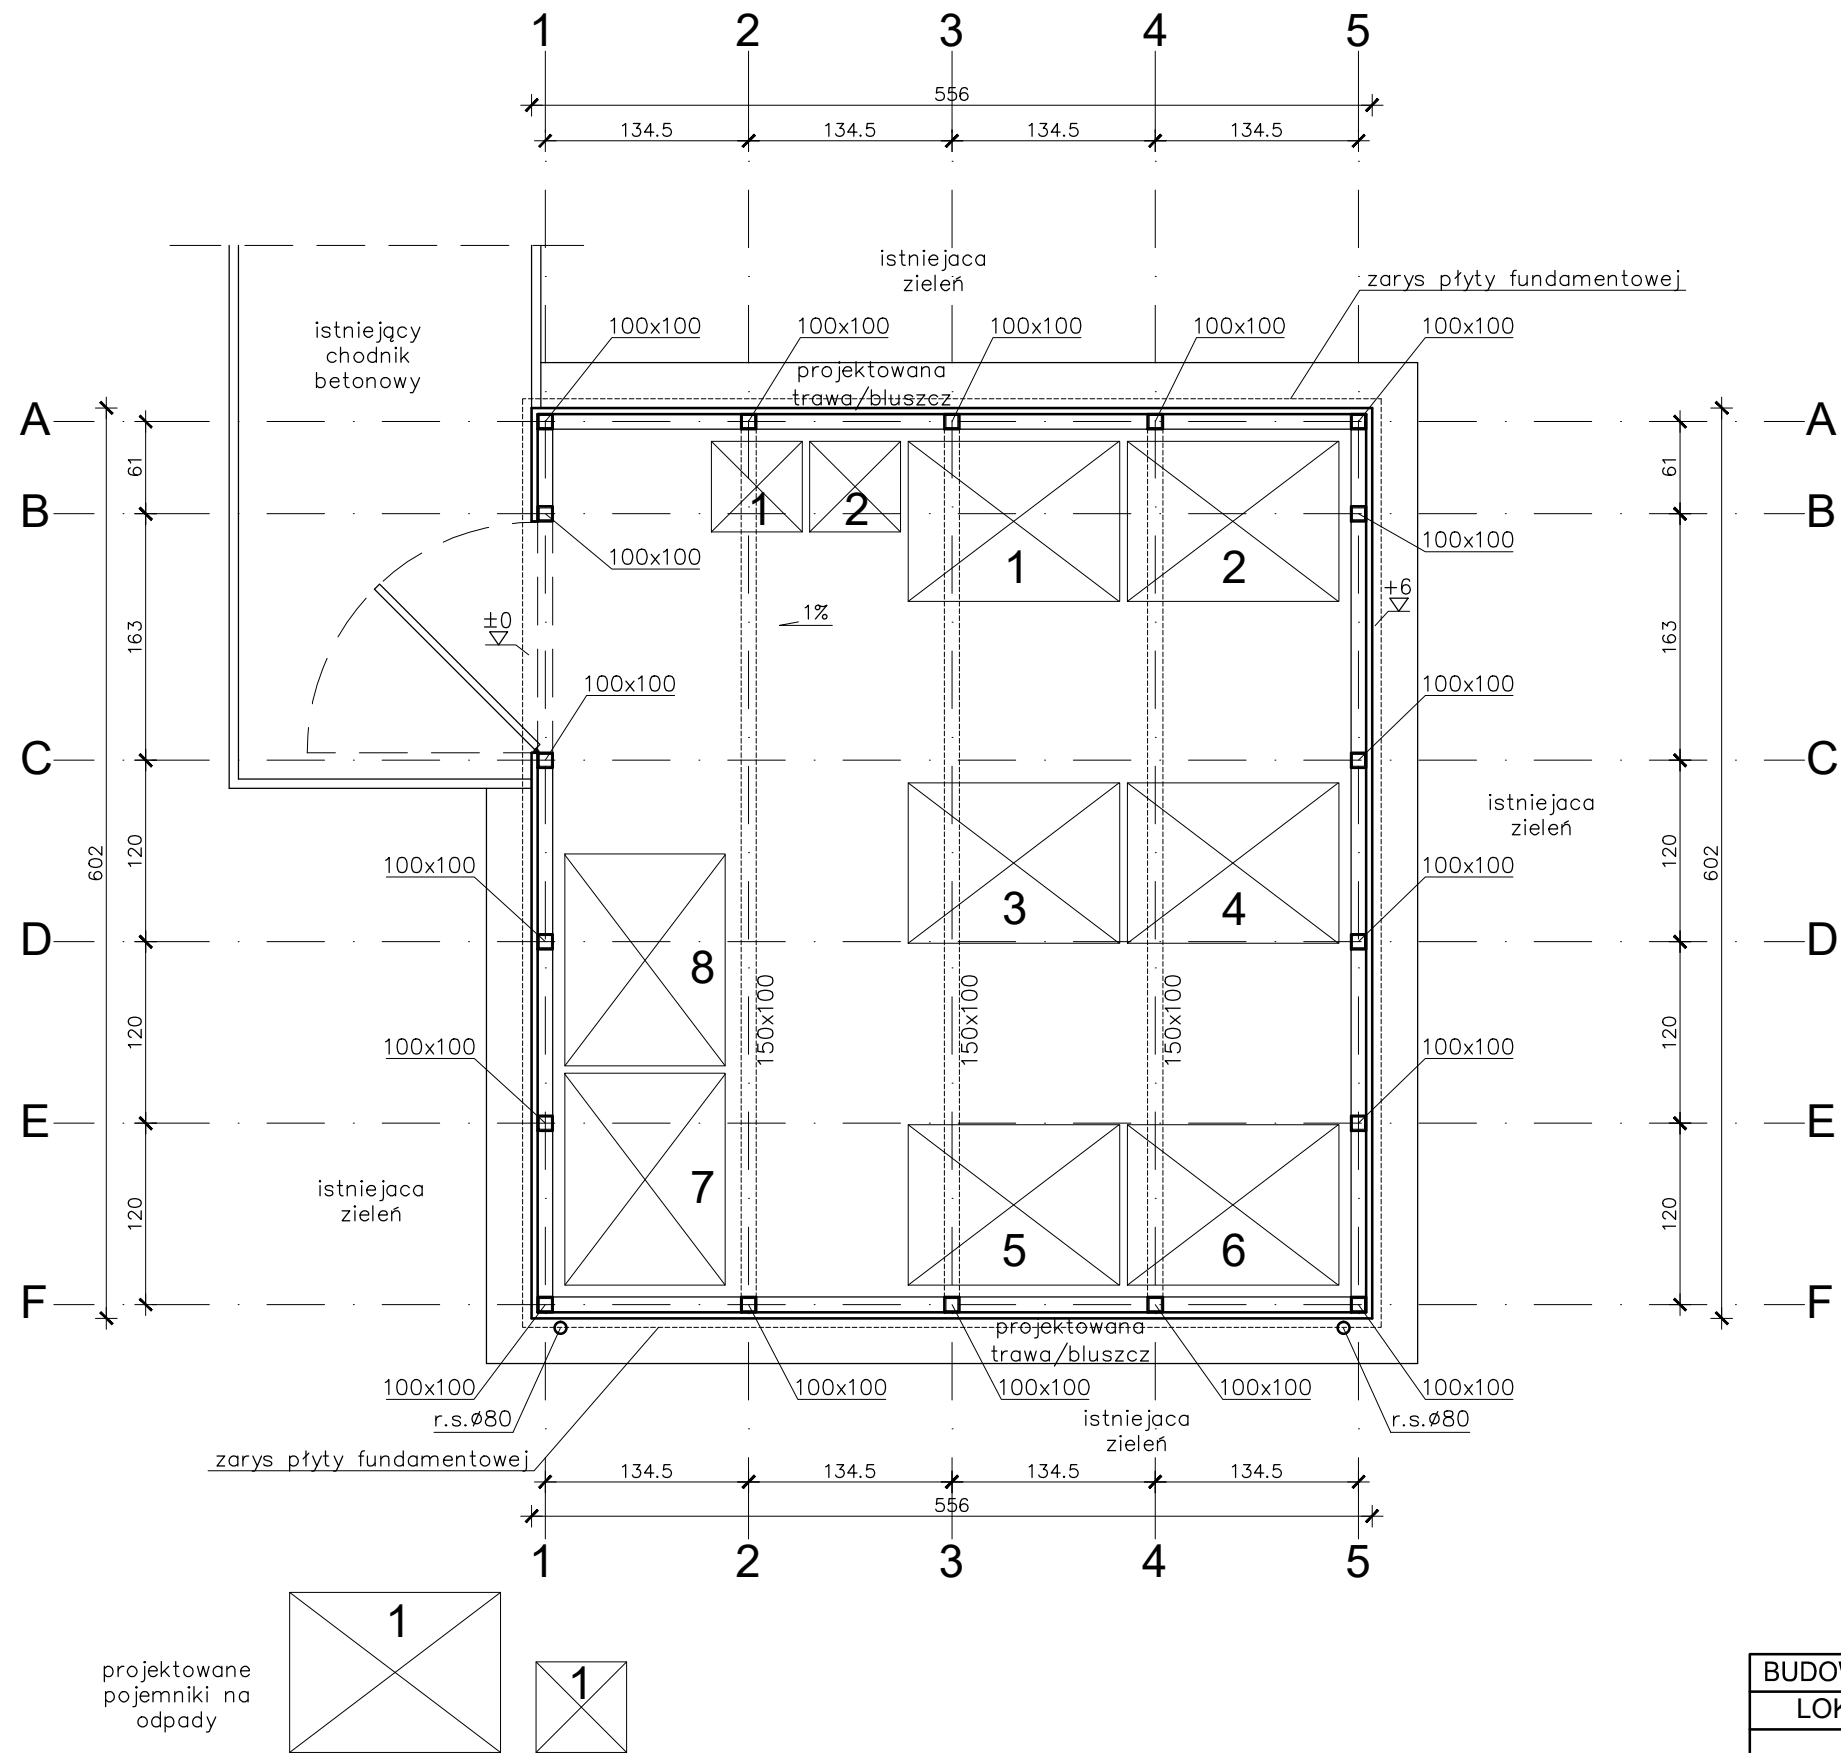 1 2 3 4 5
556
134.5 134.5 134.5 134.5
istniejaca
zieleń
zarys płyty fundamentowej
istniejący
chodnik
betonowy
100x100 100x100 100x100 100x100 100x100
projektowana
trawa/bluszcz
A A
61 61
1 2
B B
100x100 100x100
1 2
+6
±0
1%
163 163
100x100 100x100
C C
istniejaca
zieleń
120 120
602 602
100x100 100x100
3 4
D D
8
150x100 150x100 150x100
120 120
100x100 100x100
E E
7
istniejaca
zieleń
120 120
5 6
F F
projektowana
trawa/bluszcz
100x100 100x100 100x100 100x100 100x100
r.s.ø80 r.s.ø80
istniejaca
zieleń
zarys płyty fundamentowej
134.5 134.5 134.5 134.5
556
1 2 3 4 5
1
1
projektowane
pojemniki na
odpady